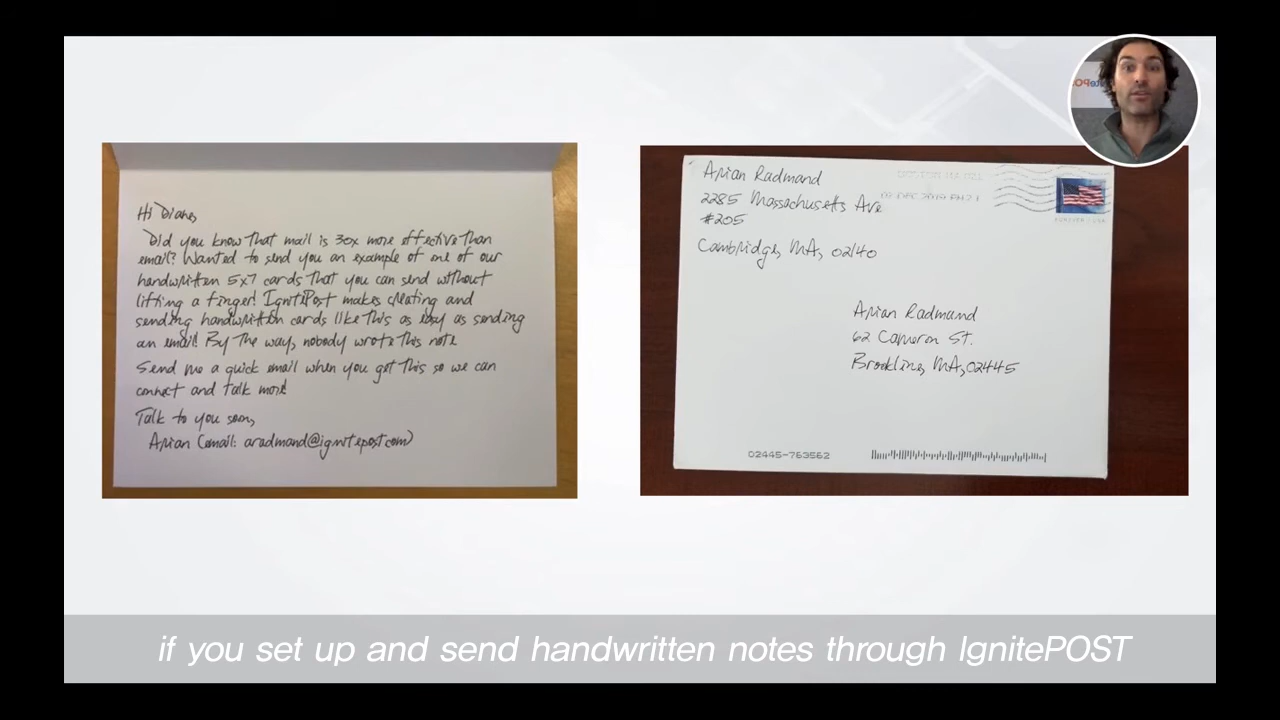 Hi Diane,
Did you know that mail is 30x more effective than
email? Wanted to send you an example of one of our
handwritten 5x7 cards that you can send without
lifting a finger! IgnitePost makes creating and
sending handwritten cards like this as easy as sending
an email! By the way, nobody wrote this note
Send me a quick email when you get this so we can
connect and talk more!
Talk to you soon,
Arian (email: aradmand@ignitepost.com)
Arian Radmand
2285 Massachusetts Ave
#205
Cambridge, MA, 02140
FOREVER USA
Arian Radmand
62 Cameron St.
Brookline, MA, 02445
02445-763562
if you set up and send handwritten notes through IgnitePOST